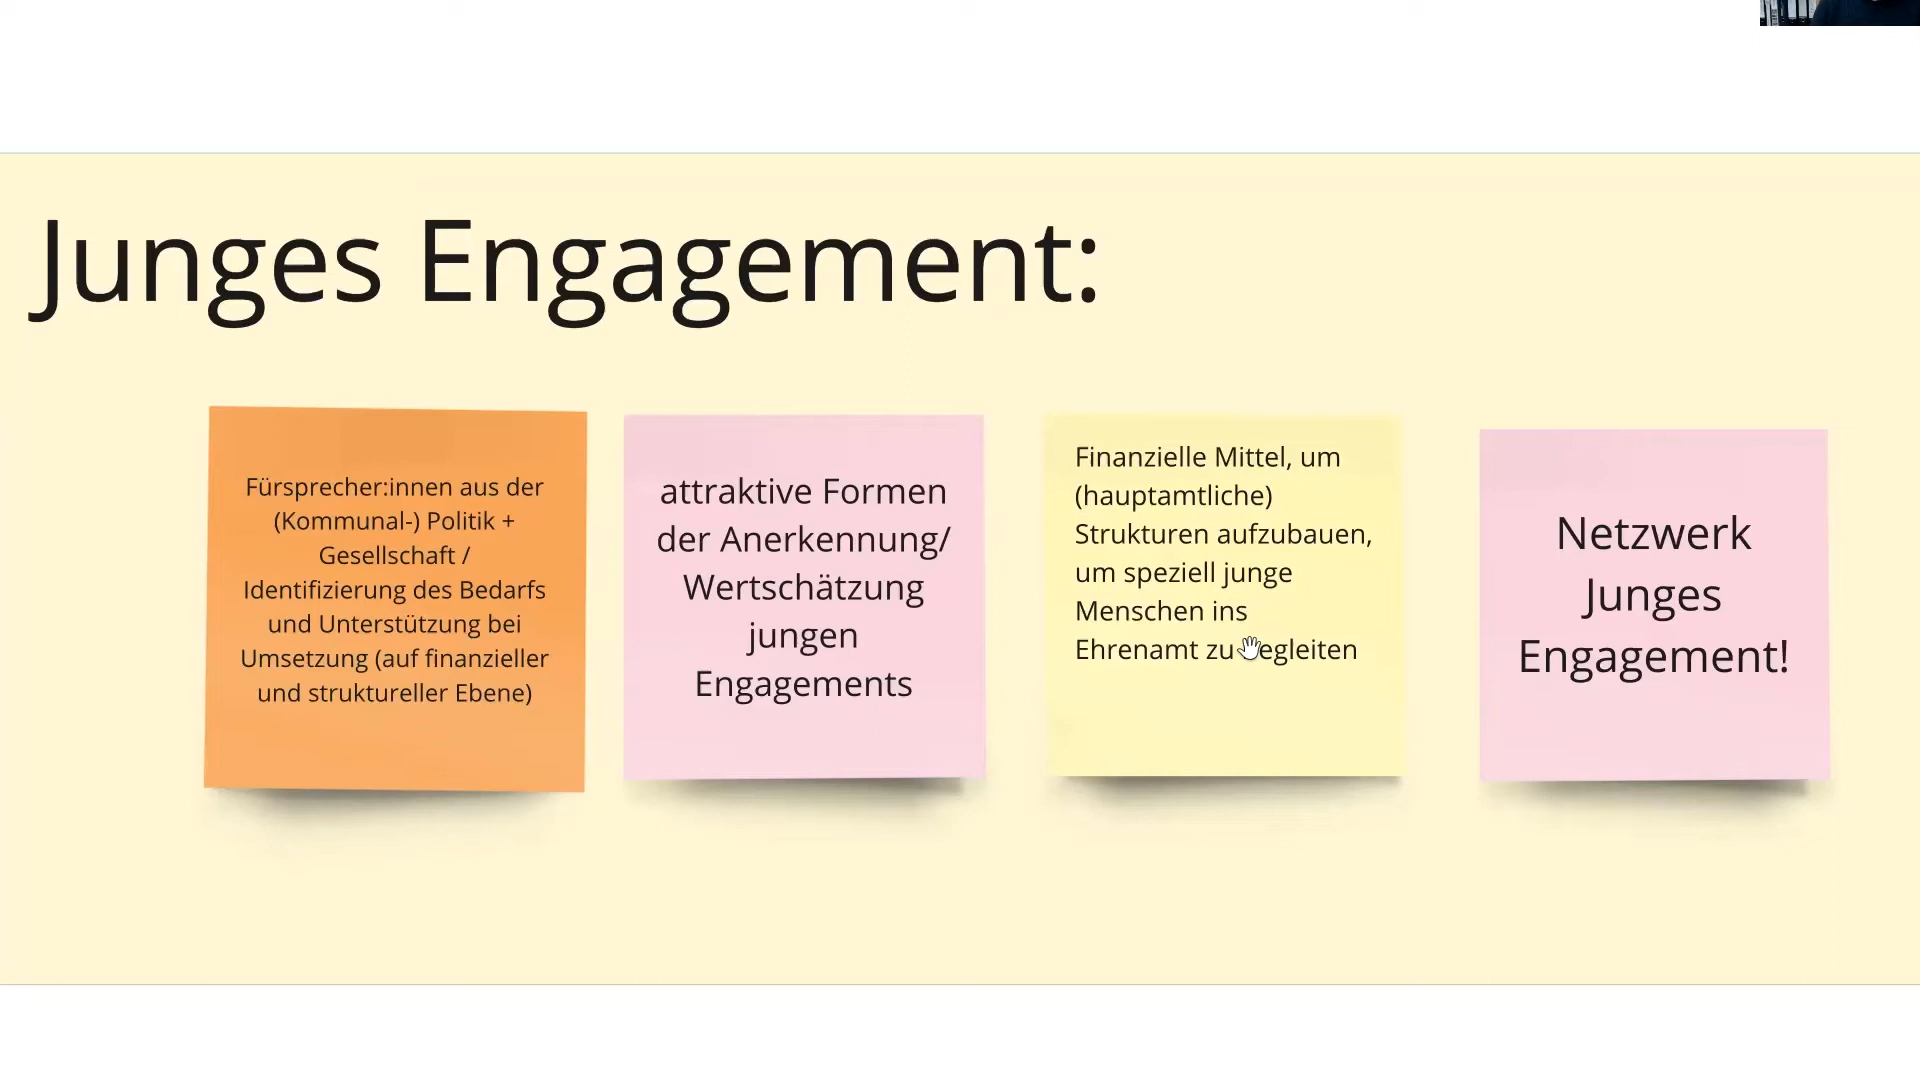 Junges Engagement:
Fürsprecher:innen aus der
(Kommunal-) Politik +
Gesellschaft /
Identifizierung des Bedarfs
und Unterstützung bei
Umsetzung (auf finanzieller
und struktureller Ebene)
attraktive Formen
der Anerkennung/
Wertschätzung
jungen
Engagements
Finanzielle Mittel, um
(hauptamtliche)
Strukturen aufzubauen,
um speziell junge
Menschen ins
Ehrenamt zu begleiten
Netzwerk
Junges
Engagement!